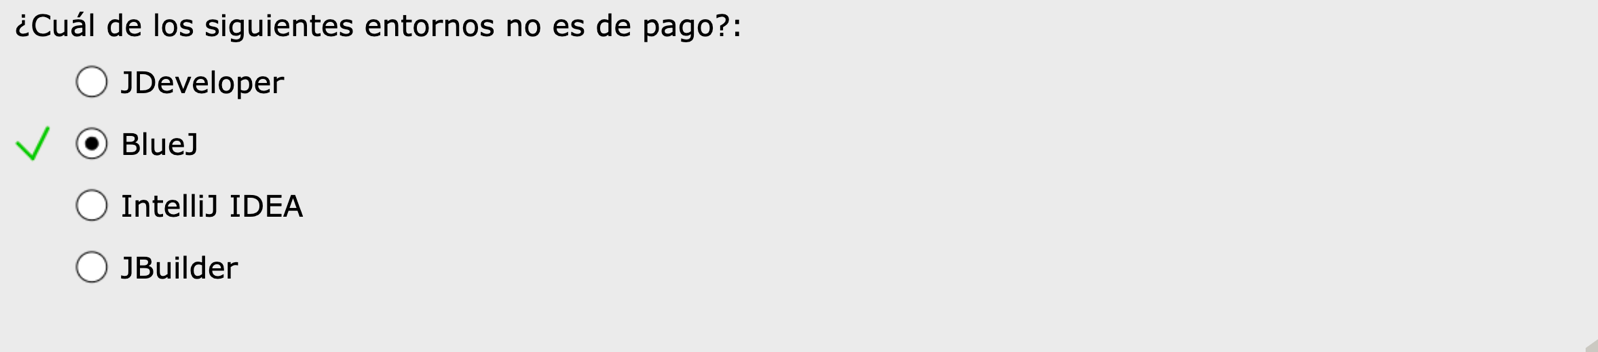 ¿Cuál de los siguientes entornos no es de pago?:
JDeveloper
BlueJ
IntelliJ IDEA
JBuilder